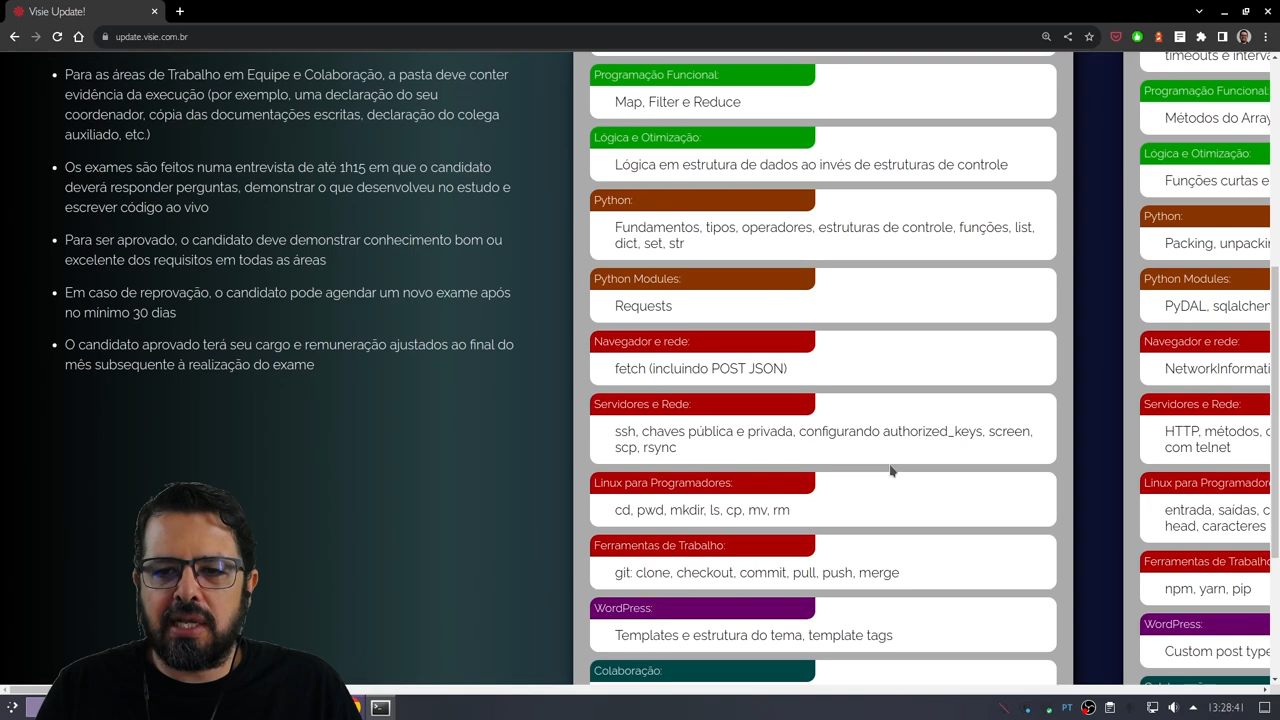 Visie Update!
update.visie.com.br
Para as áreas de Trabalho em Equipe e Colaboração, a pasta deve conter
evidência da execução (por exemplo, uma declaração do seu
coordenador, cópia das documentações escritas, declaração do colega
auxiliado, etc.)
Os exames são feitos numa entrevista de até 1h15 em que o candidato
deverá responder perguntas, demonstrar o que desenvolveu no estudo e
escrever código ao vivo
Para ser aprovado, o candidato deve demonstrar conhecimento bom ou
excelente dos requisitos em todas as áreas
Em caso de reprovação, o candidato pode agendar um novo exame após
no mínimo 30 dias
O candidato aprovado terá seu cargo e remuneração ajustados ao final do
mês subsequente à realização do exame
Programação Funcional:
Map, Filter e Reduce
Lógica e Otimização:
Lógica em estrutura de dados ao invés de estruturas de controle
Python:
Fundamentos, tipos, operadores, estruturas de controle, funções, list,
dict, set, str
Python Modules:
Requests
Navegador e rede:
fetch (incluindo POST JSON)
Servidores e Rede:
ssh, chaves pública e privada, configurando authorized_keys, screen,
scp, rsync
Linux para Programadores:
cd, pwd, mkdir, ls, cp, mv, rm
Ferramentas de Trabalho:
git: clone, checkout, commit, pull, push, merge
WordPress:
Templates e estrutura do tema, template tags
Colaboração:
timeouts e interva
Programação Funcional:
Métodos do Array
Lógica e Otimização:
Funções curtas e
Python:
Packing, unpackin
Python Modules:
PyDAL, sqlalchem
Navegador e rede:
NetworkInformati
Servidores e Rede:
HTTP, métodos, c
com telnet
Linux para Programador
entrada, saídas, c
head, caracteres
Ferramentas de Trabalho
npm, yarn, pip
WordPress:
Custom post type
PT
13:28:41